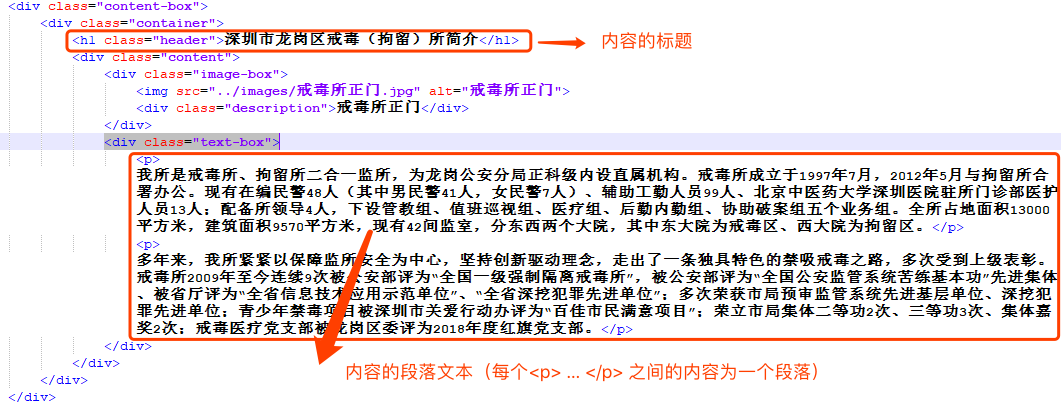 <div class="content-box">
<div class="container">
<h1 class="header">深圳市龙岗区戒毒（拘留）所简介</h1>
内容的标题
<div class="content">
<div class="image-box">
<img src="../images/戒毒所正门.jpg" alt="戒毒所正门">
<div class="description">戒毒所正门</div>
</div>
<div class="text-box">
<p>
我所是戒毒所、拘留所二合一监所，为龙岗公安分局正科级内设直属机构。戒毒所成立于1997年7月，2012年5月与拘留所合
署办公。现有在编民警48人（其中男民警41人，女民警7人）、辅助工勤人员99人、北京中医药大学深圳医院驻所门诊部医护
人员13人；配备所领导4人，下设管教组、值班巡视组、医疗组、后勤内勤组、协助破案组五个业务组。全所占地面积13000
平方米，建筑面积9570平方米，现有42间监室，分东西两个大院，其中东大院为戒毒区、西大院为拘留区。</p>
<p>
多年来，我所紧紧以保障监所安全为中心，坚持创新驱动理念，走出了一条独具特色的禁吸戒毒之路，多次受到上级表彰。
戒毒所2009年至今连续9次被公安部评为“全国一级强制隔离戒毒所”，被公安部评为“全国公安监管系统苦练基本功”先进集体
、被省厅评为“全省信息技术应用示范单位”、“全省深挖犯罪先进单位”；多次荣获市局预审监管系统先进基层单位、深挖犯
罪先进单位；青少年禁毒项目被深圳市关爱行动办评为“百佳市民满意项目”；荣立市局集体二等功2次、三等功3次、集体嘉
奖2次；戒毒医疗党支部被龙岗区委评为2018年度红旗党支部。</p>
</div>
内容的段落文本（每个<p> ... </p> 之间的内容为一个段落）
</div>
</div>
</div>